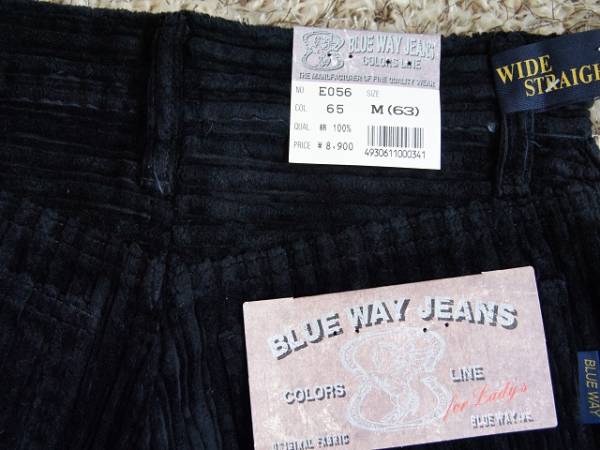 BLUE WAY JEANS
COLORS LINE
THE MANUFACTURER OF FINE QUALITY WEAR
NO E056 SIZE
COL 65 M (63)
QUAL 綿 100%
PRICE ¥8,900
4930611000341
WIDE
STRAIGH
BLUE WAY JEANS
COLORS LINE
for Lady's
BLUE WAY
ORIGINAL FABRIC
BLUE WAY